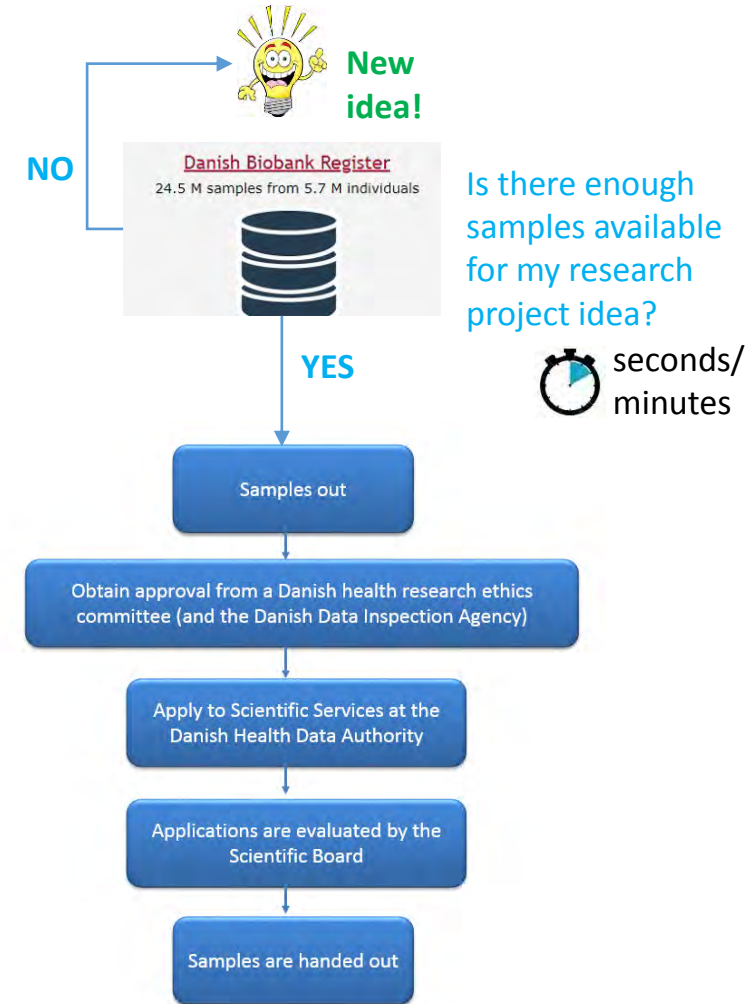 New
idea!
NO
Danish Biobank Register
24.5 M samples from 5.7 M individuals
Is there enough
samples available
for my research
project idea?
seconds/
minutes
YES
Samples out
Obtain approval from a Danish health research ethics
committee (and the Danish Data Inspection Agency)
Apply to Scientific Services at the
Danish Health Data Authority
Applications are evaluated by the
Scientific Board
Samples are handed out